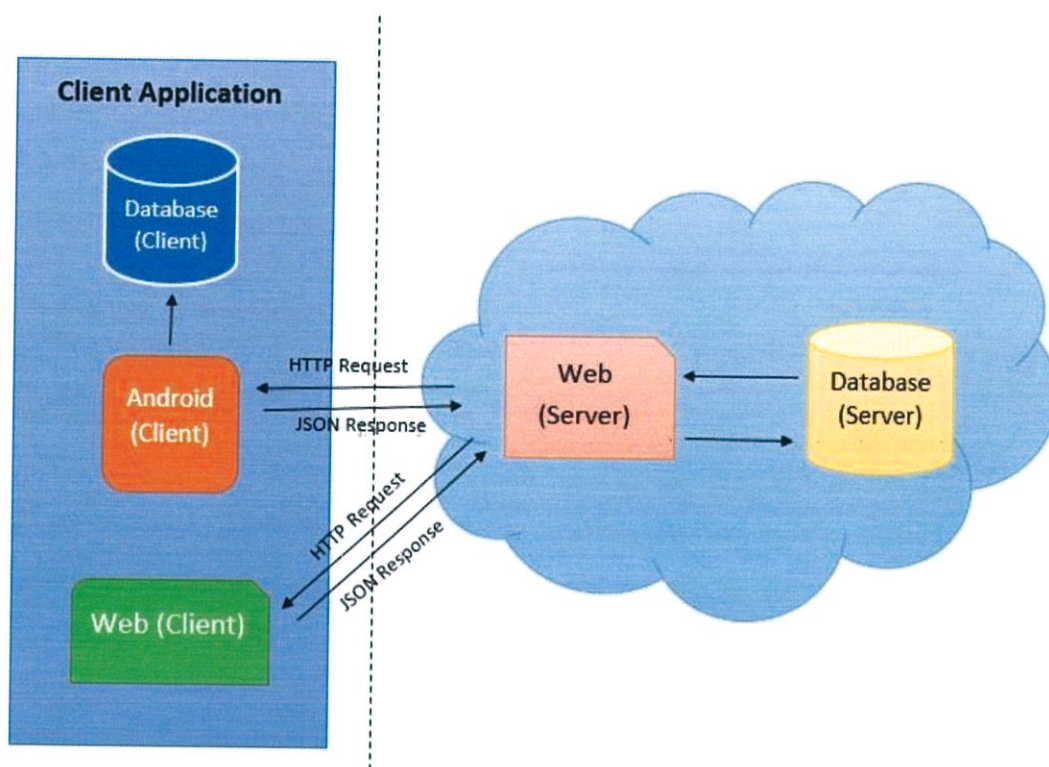 Client Application
Database
(Client)
Android
(Client)
HTTP Request
JSON Response
HTTP Request
JSON Response
Web (Client)
Web
(Server)
Database
(Server)